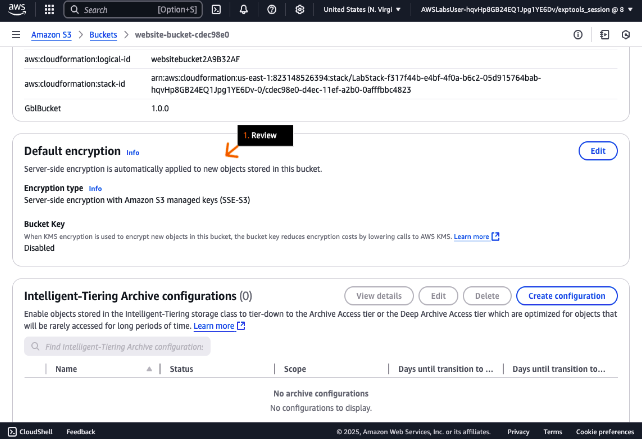 aws
Search
[Option+S]
United States (N. Virgi
AWSLabsUser-hqvHp8GB24EQ1Jpg1YE6Dv/exptools_session @ 8
Amazon S3
Buckets
website-bucket-cdec98e0
aws:cloudformation:logical-id
websitebucket2A9B32AF
aws:cloudformation:stack-id
arn:aws:cloudformation:us-east-1:823148526394:stack/LabStack-f317f44b-e4bf-4f0a-b6c2-05d915764bab-
hqvHp8GB24EQ1Jpg1YE6Dv-0/cdec98e0-d4ec-11ef-a2b0-0afffbbc4823
GblBucket
1.0.0
1. Review
Default encryption
Info
Edit
Server-side encryption is automatically applied to new objects stored in this bucket.
Encryption type
Info
Server-side encryption with Amazon S3 managed keys (SSE-S3)
Bucket Key
When KMS encryption is used to encrypt new objects in this bucket, the bucket key reduces encryption costs by lowering calls to AWS KMS. Learn more
Disabled
Intelligent-Tiering Archive configurations (0)
View details
Edit
Delete
Create configuration
Enable objects stored in the Intelligent-Tiering storage class to tier-down to the Archive Access tier or the Deep Archive Access tier which are optimized for objects that
will be rarely accessed for long periods of time. Learn more
Find Intelligent-Tiering Archive configuration:
Name
Status
Scope
Days until transition to ...
Days until transition to...
No archive configurations
No configurations to display.
CloudShell
Feedback
© 2025, Amazon Web Services, Inc. or its affiliates.
Privacy
Terms
Cookie preferences